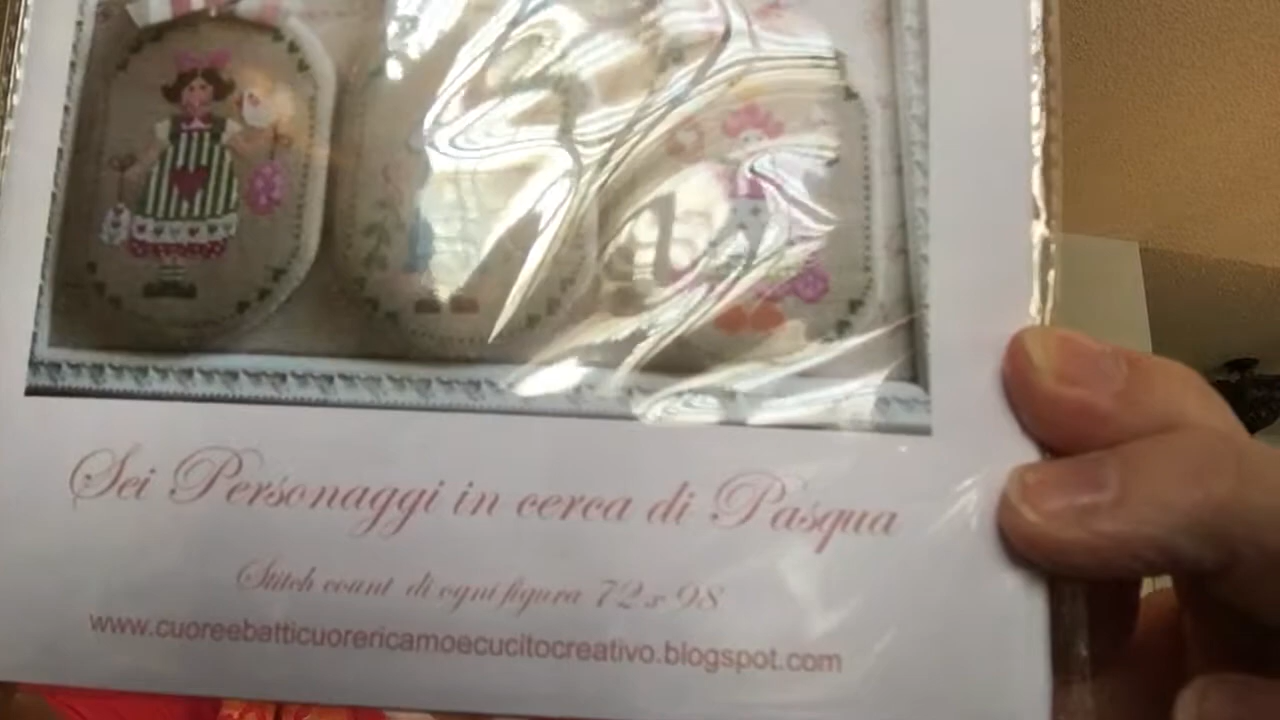 Sei Personaggi in cerca di Pasqua
Stitch count di ogni figura 72 x 98
www.cuoreebatticuorericamoecucitocreativo.blogspot.com